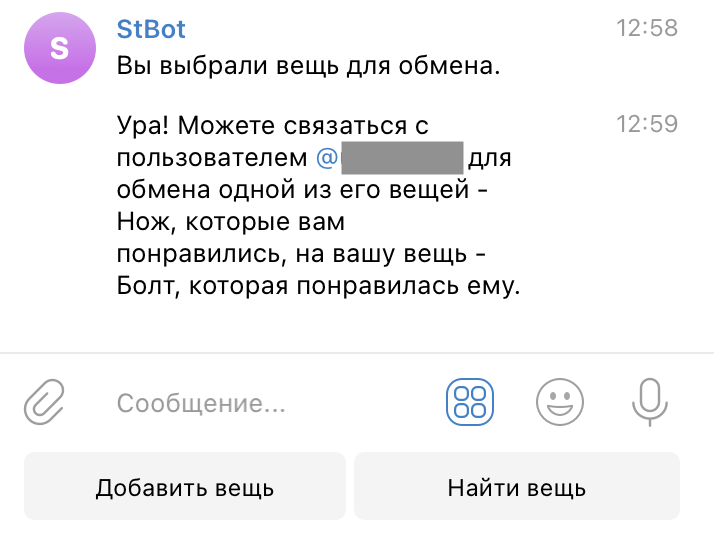 StBot 12:58
S
Вы выбрали вещь для обмена.
Ура! Можете связаться с 12:59
пользователем @ для
обмена одной из его вещей -
Нож, которые вам
понравились, на вашу вещь -
Болт, которая понравилась ему.
Сообщение...
Добавить вещь
Найти вещь